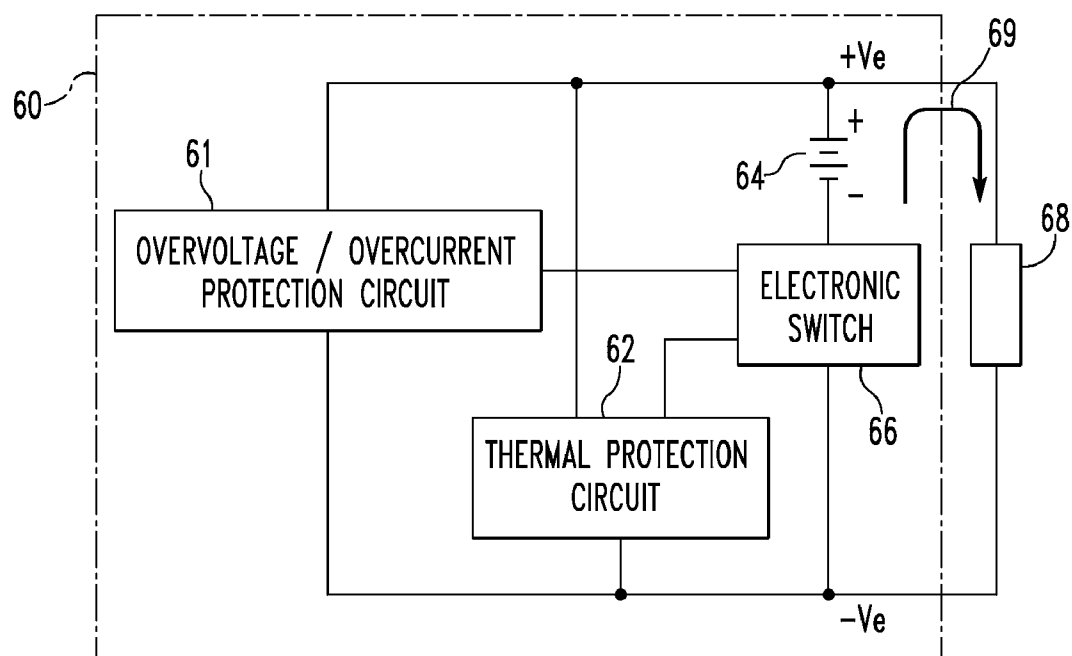 69
+Ve
60
61
+
64
-
68
OVERVOLTAGE / OVERCURRENT
PROTECTION CIRCUIT
ELECTRONIC
SWITCH
62
66
THERMAL PROTECTION
CIRCUIT
-Ve